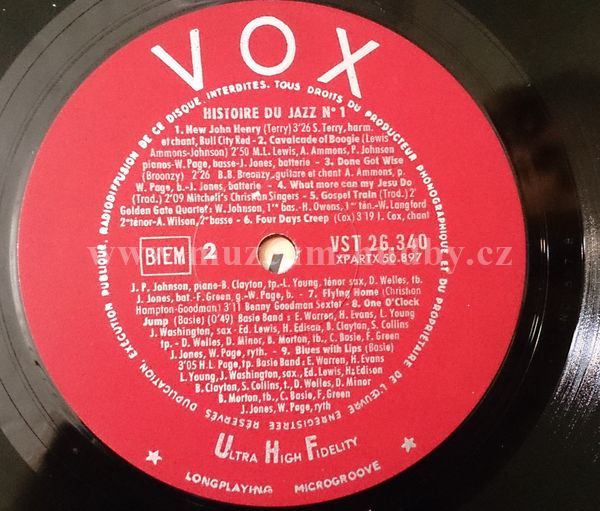 VOX
DUPLICATION, EXÉCUTION PUBLIQUE, RADIODIFFUSION DE CE DISQUE INTERDITES. TOUS DROITS DU PRODUCTEUR PHONOGRAPHIQUE ET DU PROPRIÉTAIRE DE L'ŒUVRE ENREGISTRÉE RÉSERVÉS
HISTOIRE DU JAZZ N° 1
1. New John Henry (Terry) 3'26 S. Terry, harm.
et chant, Bull City Red - 2. Cavalcade of Boogie (Lewis
Ammons-Johnson) 2'50 M.L. Lewis, A. Ammons, P. Johnson
pianos-W. Page, basse-J. Jones, batterie - 3. Done Got Wise
(Broonzy) 2'26 B.B. Broonzy, guitare et chant A. Ammons, p.
W. Page, b.-J. Jones, batterie - 4. What more can my Jesu Do
(Trad.) 2'09 Mitchell's Christian Singers - 5. Gospel Train (Trad.) 2'
Golden Gate Quartet: W. Johnson, 1er bas.- H. Owens, 1er tén.-W. Langford
2e ténor-A. Wilson, 2e basse - 6. Four Days Creep (Cox) 3'19 I. Cox, chant
BIEM 2
VST 26.340
XPARTX 50.897
www.muzeumhudby.cz
J. P. Johnson, piano-B. Clayton, tp.-L. Young, ténor sax, D. Welles, tb.
J. Jones, bat.-F. Green, g.-W. Page, b. - 7. Flying Home (Christian
Hampton-Goodman) 3'11 Benny Goodman Sextet - 8. One O'Clock
Jump (Basie) (0'49) Basie Band : E. Warren, H. Evans, L. Young
J. Washington, sax - Ed. Lewis, H. Edison, B. Clayton, S. Collins
tp. - D. Welles, D. Minor, B. Morton, tb., C. Basie, F. Green
J. Jones, W. Page, ryth. - 9. Blues with Lips (Basie)
3'05 H.L. Page, tp. Basie Band : E. Warren, H. Evans
L. Young, J. Washington, sax., Ed. Lewis, H. Edison
B. Clayton, S. Collins, t., D. Welles, D. Minor
B. Morton, tb., C. Basie, F. Green
J. Jones, W. Page, ryth
ULTRA HIGH FIDELITY
LONGPLAYING MICROGROOVE